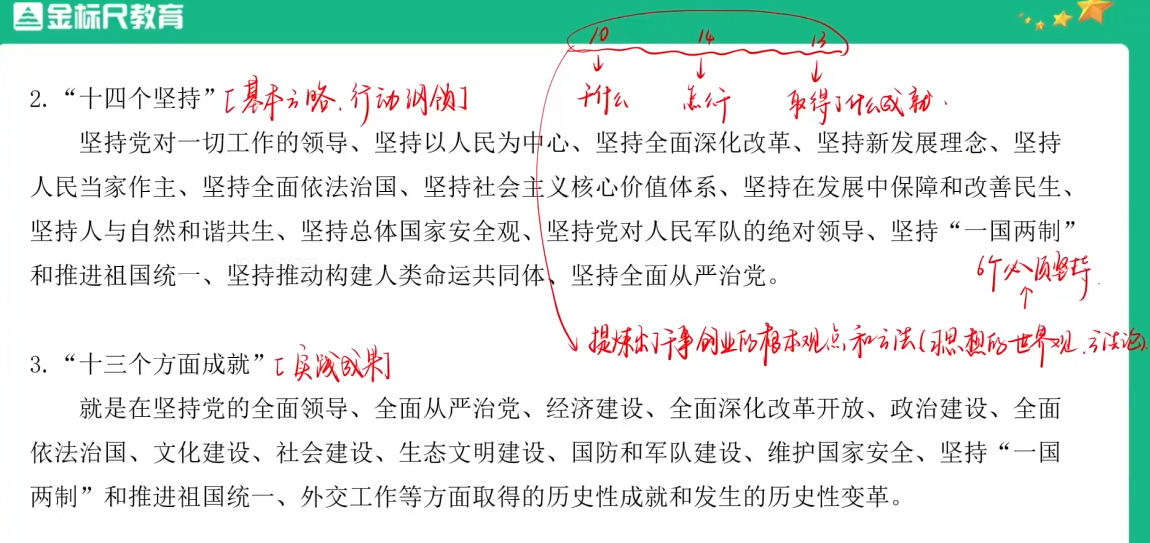 金标尺教育
10 14 13
2. “十四个坚持” [基本方略、行动纲领] 干什么 怎么行 取得了什么成就.
坚持党对一切工作的领导、坚持以人民为中心、坚持全面深化改革、坚持新发展理念、坚持
人民当家作主、坚持全面依法治国、坚持社会主义核心价值体系、坚持在发展中保障和改善民生、
坚持人与自然和谐共生、坚持总体国家安全观、坚持党对人民军队的绝对领导、坚持“一国两制”
和推进祖国统一、坚持推动构建人类命运共同体、坚持全面从严治党。
6个必须坚持.
提炼出干事创业的根本观点和方法(习思想的世界观、方法论)
3. “十三个方面成就” [实践成果]
就是在坚持党的全面领导、全面从严治党、经济建设、全面深化改革开放、政治建设、全面
依法治国、文化建设、社会建设、生态文明建设、国防和军队建设、维护国家安全、坚持“一国
两制”和推进祖国统一、外交工作等方面取得的历史性成就和发生的历史性变革。